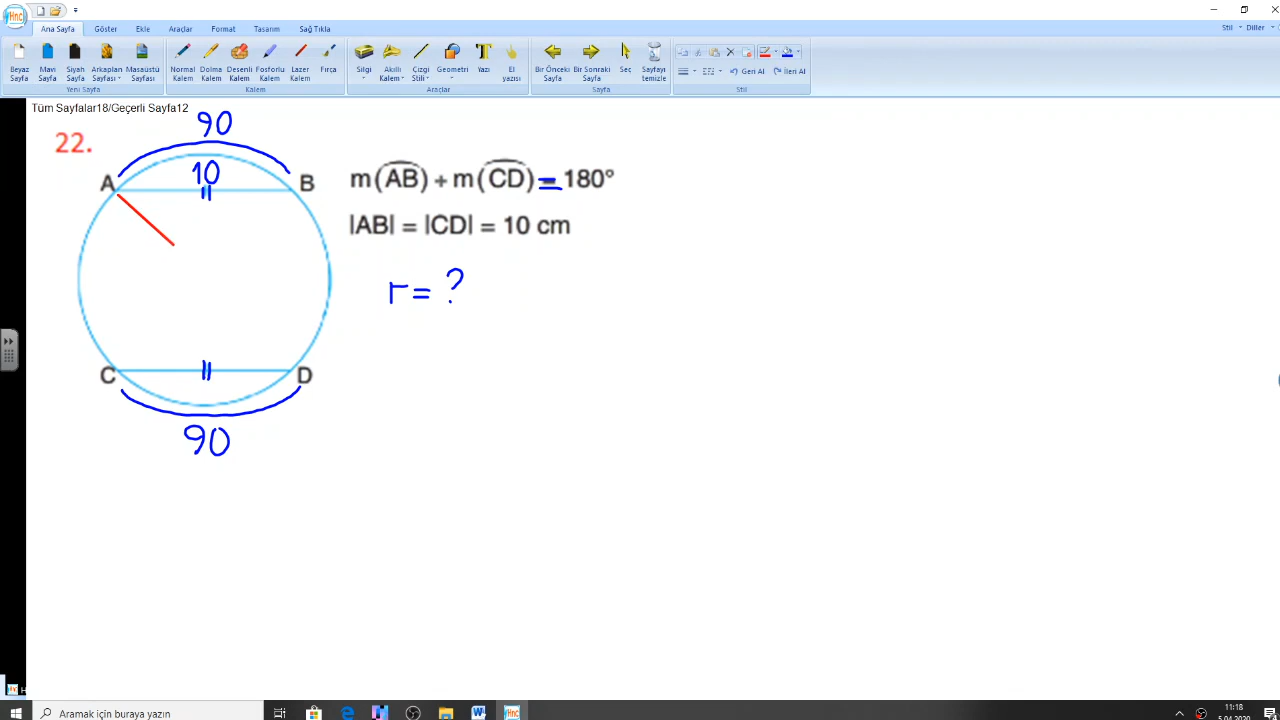 Ana Sayfa Göster Ekle Araçlar Format Tasarım Sağ Tıkla Stil Diller
Beyaz Sayfa Mavi Sayfa Siyah Sayfa Arkaplan Sayfası Masaüstü Sayfası Normal Kalem Dolma Kalem Desenli Kalem Fosforlu Kalem Lazer Kalem Fırça Silgi Akıllı Kalem Çizgi Stili Geometri Yazı El yazısı Bir Önceki Sayfa Bir Sonraki Sayfa Seç Sayfayı temizle Geri Al İleri Al
Yeni Sayfa Kalem Araçlar Sayfa Stil
Tüm Sayfalar18/Geçerli Sayfa12
90
22.
10
A B
m(AB) + m(CD) = 180°
|AB| = |CD| = 10 cm
r = ?
C D
90
Aramak için buraya yazın
11:18
5.04.2020